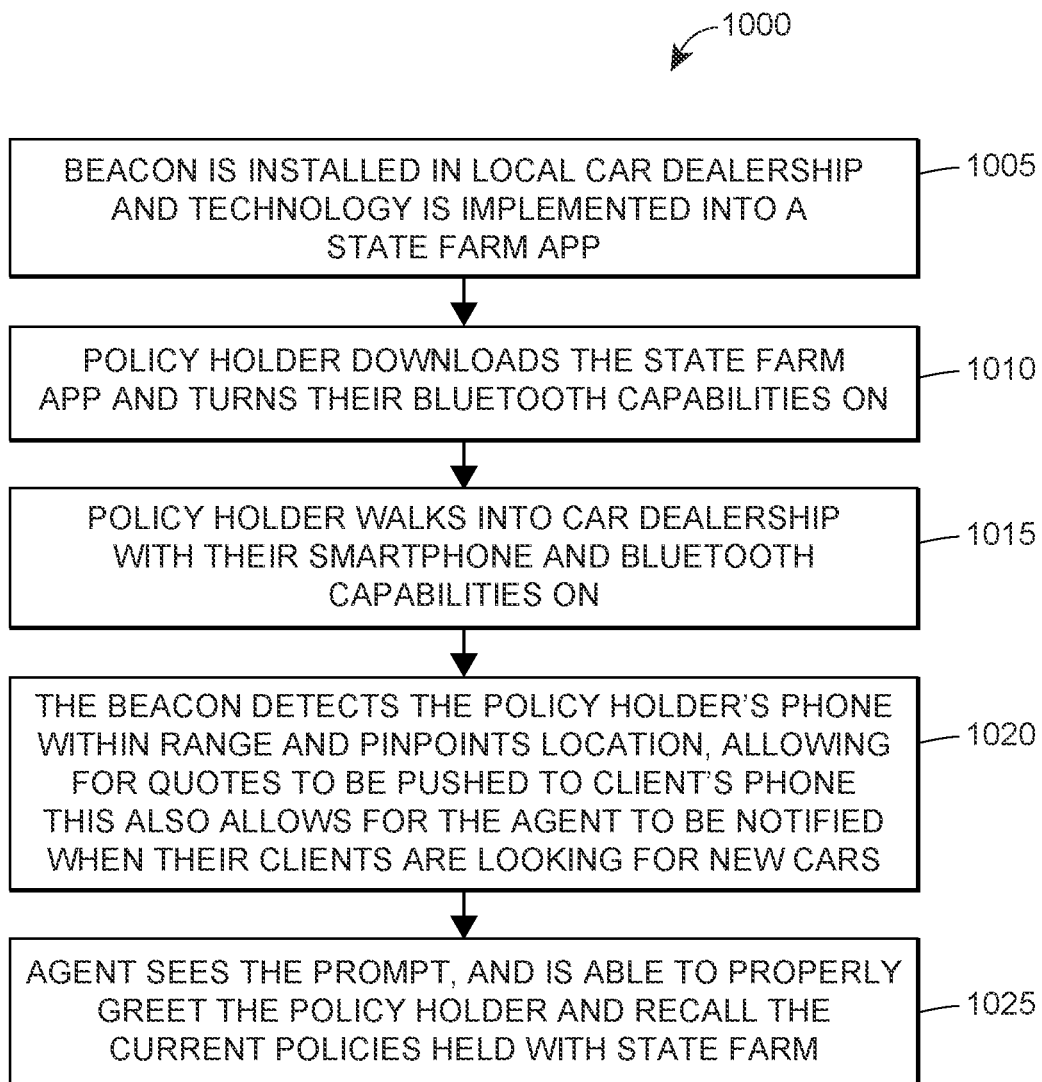 1000
BEACON IS INSTALLED IN LOCAL CAR DEALERSHIP
AND TECHNOLOGY IS IMPLEMENTED INTO A
STATE FARM APP
1005
POLICY HOLDER DOWNLOADS THE STATE FARM
APP AND TURNS THEIR BLUETOOTH CAPABILITIES ON
1010
POLICY HOLDER WALKS INTO CAR DEALERSHIP
WITH THEIR SMARTPHONE AND BLUETOOTH
CAPABILITIES ON
1015
THE BEACON DETECTS THE POLICY HOLDER'S PHONE
WITHIN RANGE AND PINPOINTS LOCATION, ALLOWING
FOR QUOTES TO BE PUSHED TO CLIENT'S PHONE
THIS ALSO ALLOWS FOR THE AGENT TO BE NOTIFIED
WHEN THEIR CLIENTS ARE LOOKING FOR NEW CARS
1020
AGENT SEES THE PROMPT, AND IS ABLE TO PROPERLY
GREET THE POLICY HOLDER AND RECALL THE
CURRENT POLICIES HELD WITH STATE FARM
1025